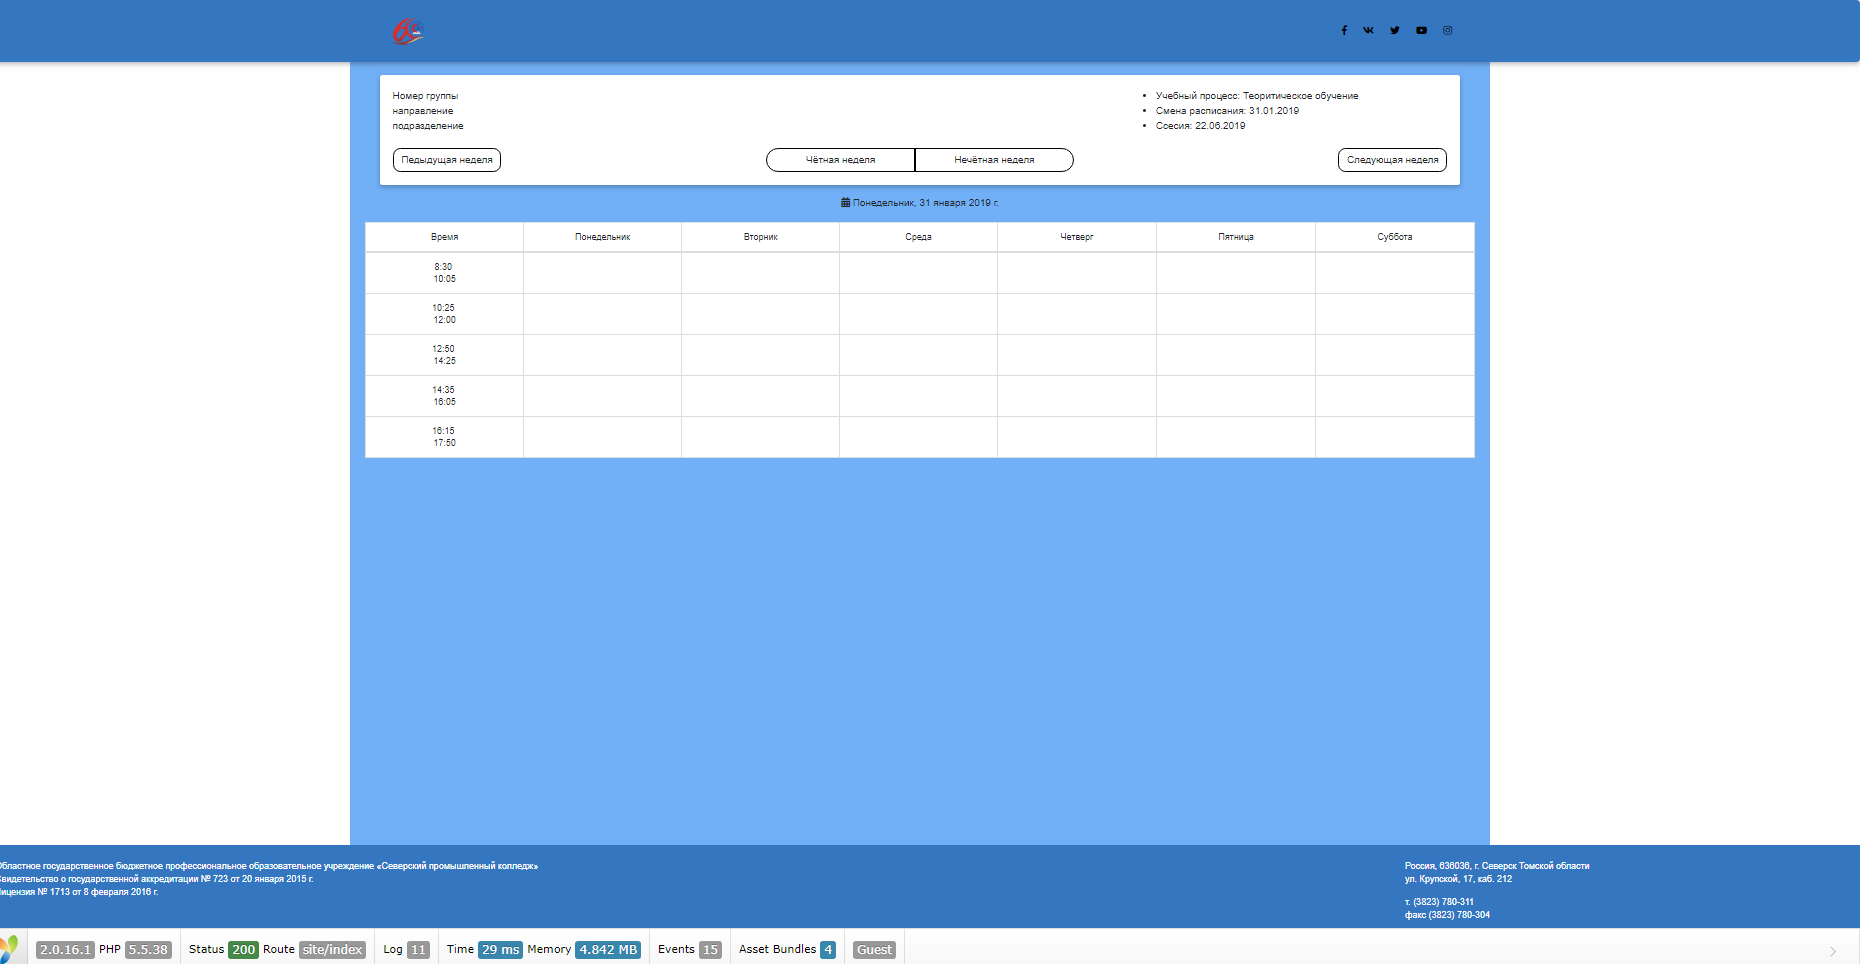 Номер группы
направление
подразделение
Учебный процесс: Теоритическое обучение
Смена расписания: 31.01.2019
Ссесия: 22.06.2019
Педыдущая неделя
Чётная неделя
Нечётная неделя
Следующая неделя
Понедельник, 31 января 2019 г.
Время Понедельник Вторник Среда Четверг Пятница Суббота
8:30
10:05
10:25
12:00
12:50
14:25
14:35
16:05
16:15
17:50
Областное государственное бюджетное профессиональное образовательное учреждение «Северский промышленный колледж»
Свидетельство о государственной аккредитации № 723 от 20 января 2015 г.
Лицензия № 1713 от 8 февраля 2016 г.
Россия, 636036, г. Северск Томской области
ул. Крупской, 17, каб. 212
т. (3823) 780-311
факс (3823) 780-304
2.0.16.1 PHP 5.5.38 Status 200 Route site/index Log 11 Time 29 ms Memory 4.842 MB Events 15 Asset Bundles 4 Guest